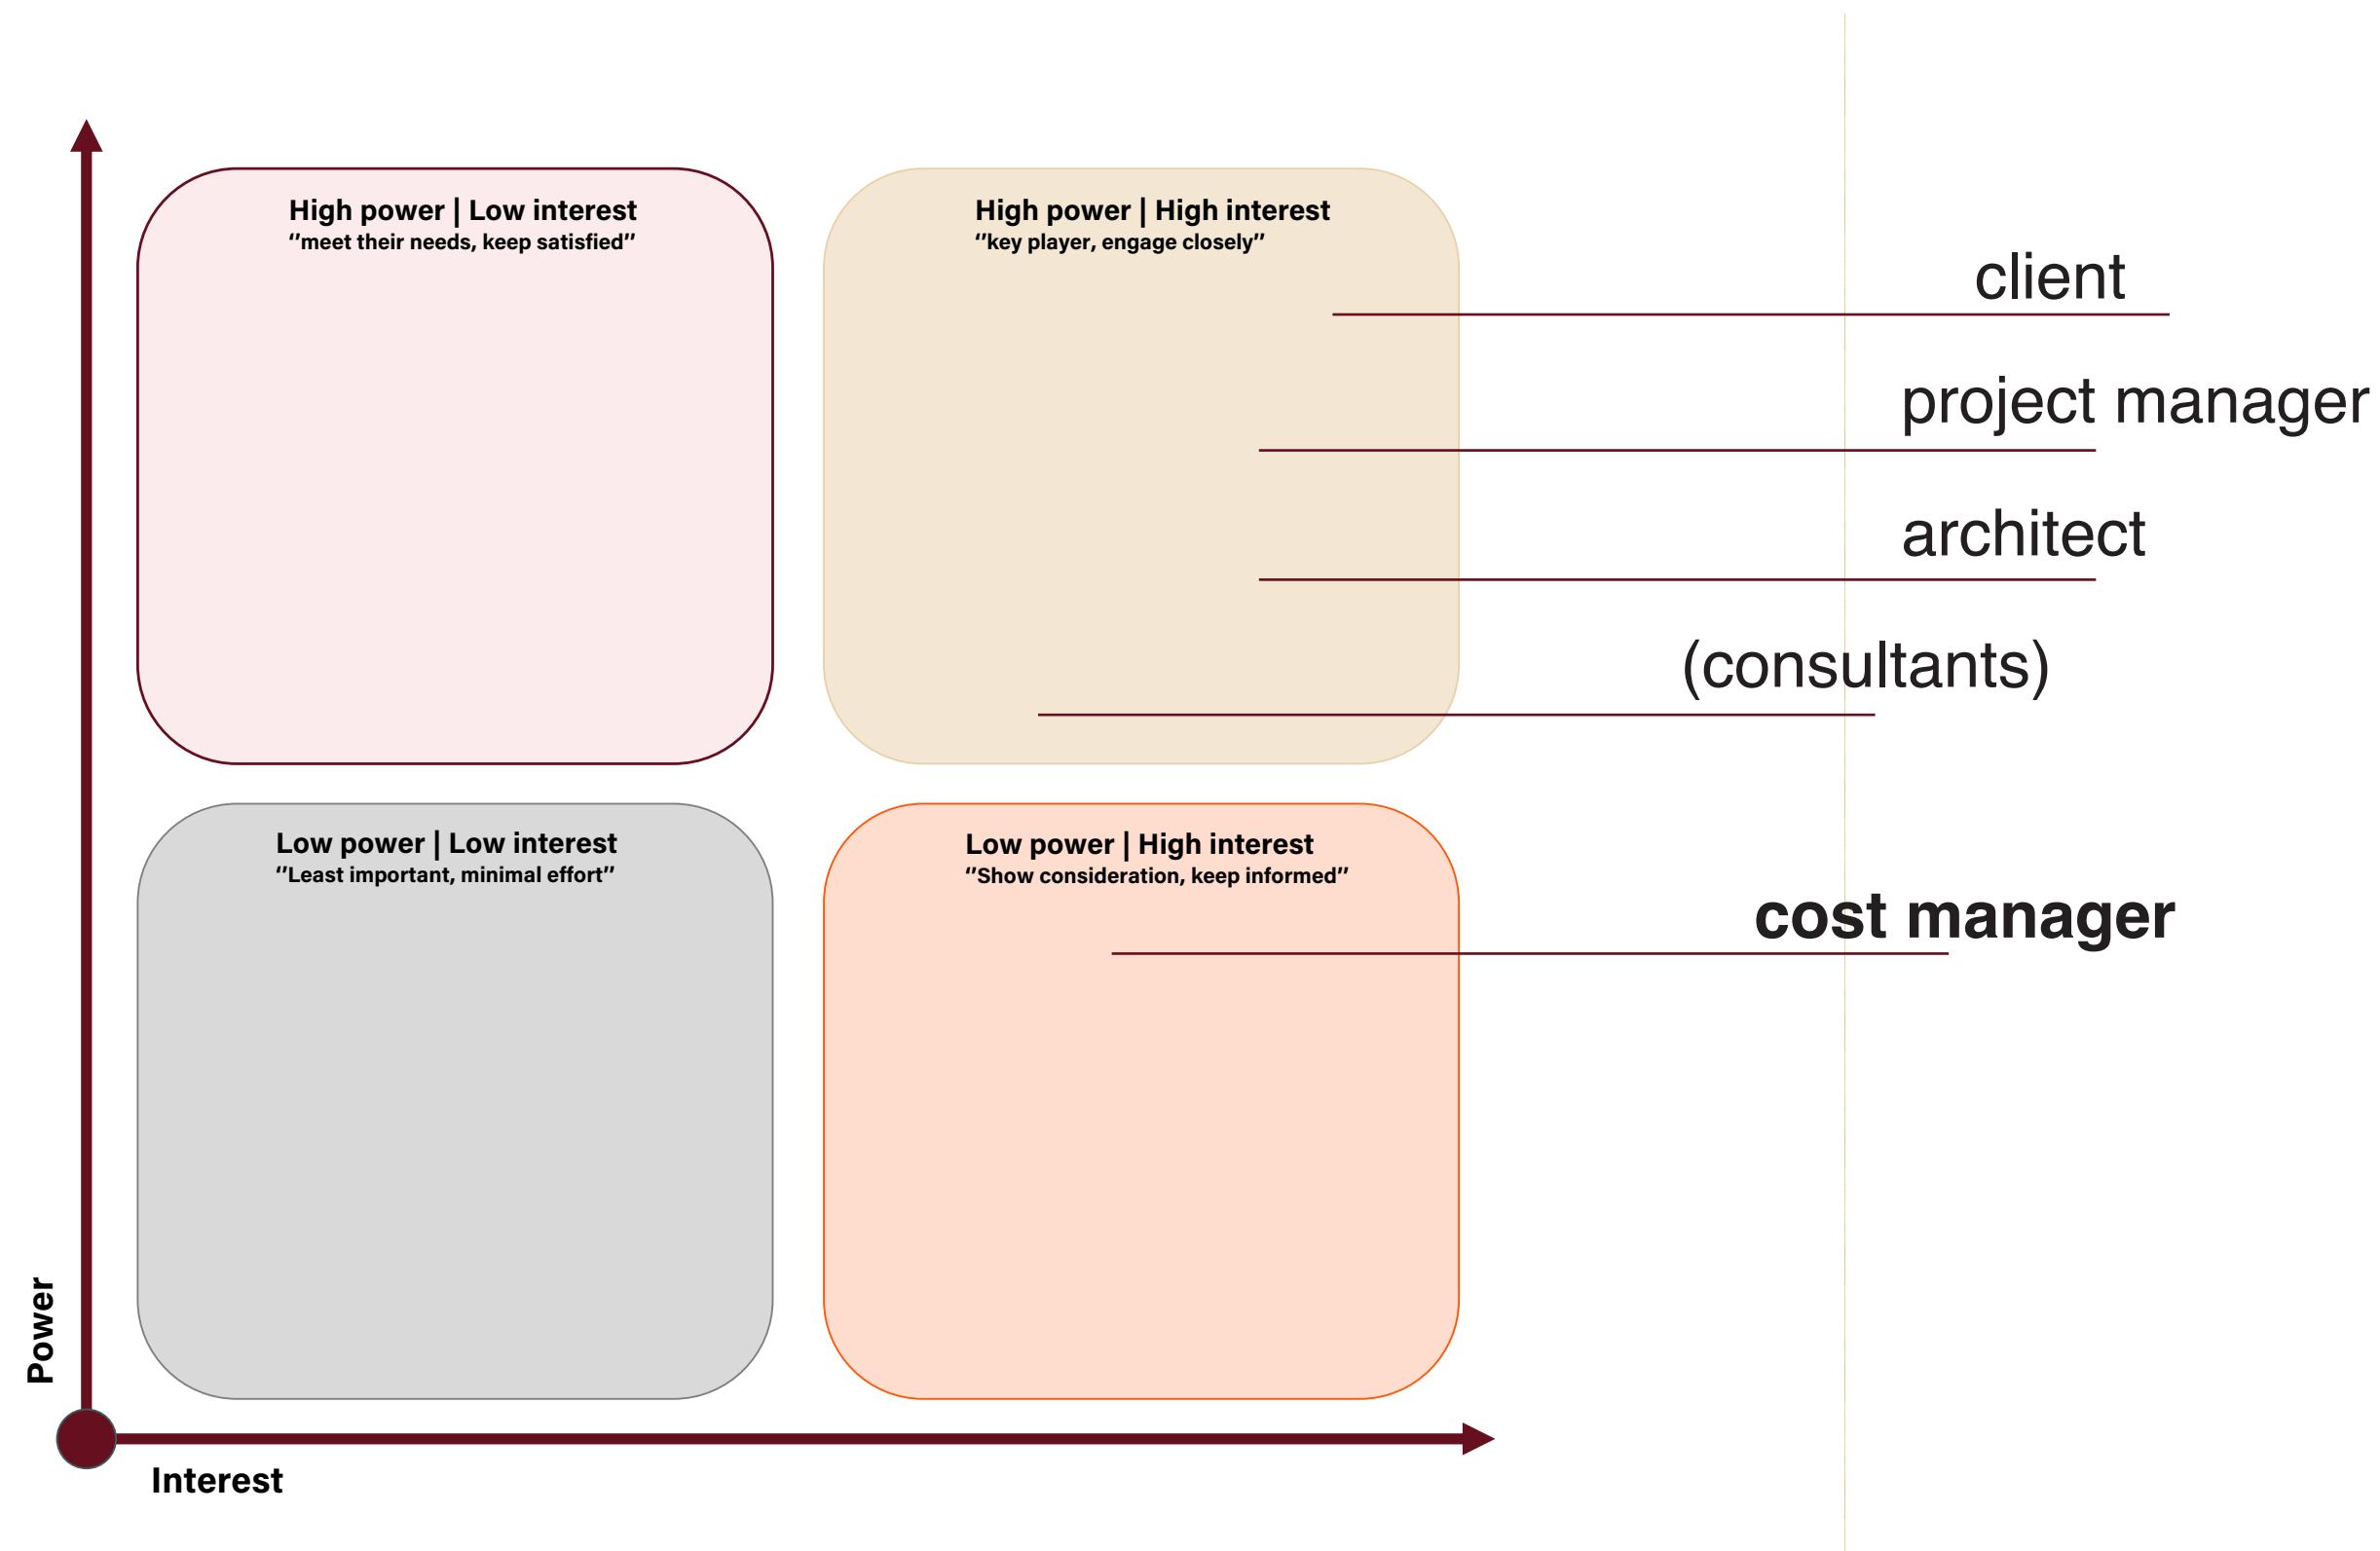 High power | Low interest
‘’meet their needs, keep satisfied’’
High power | High interest
‘’key player, engage closely’’
client
project manager
architect
(consultants)
Low power | Low interest
‘’Least important, minimal effort’’
Low power | High interest
‘’Show consideration, keep informed’’
cost manager
Power
Interest